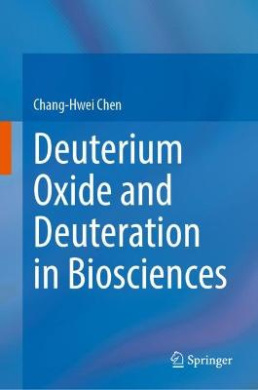 Chang-Hwei Chen
Deuterium
Oxide and
Deuteration
in Biosciences
Springer